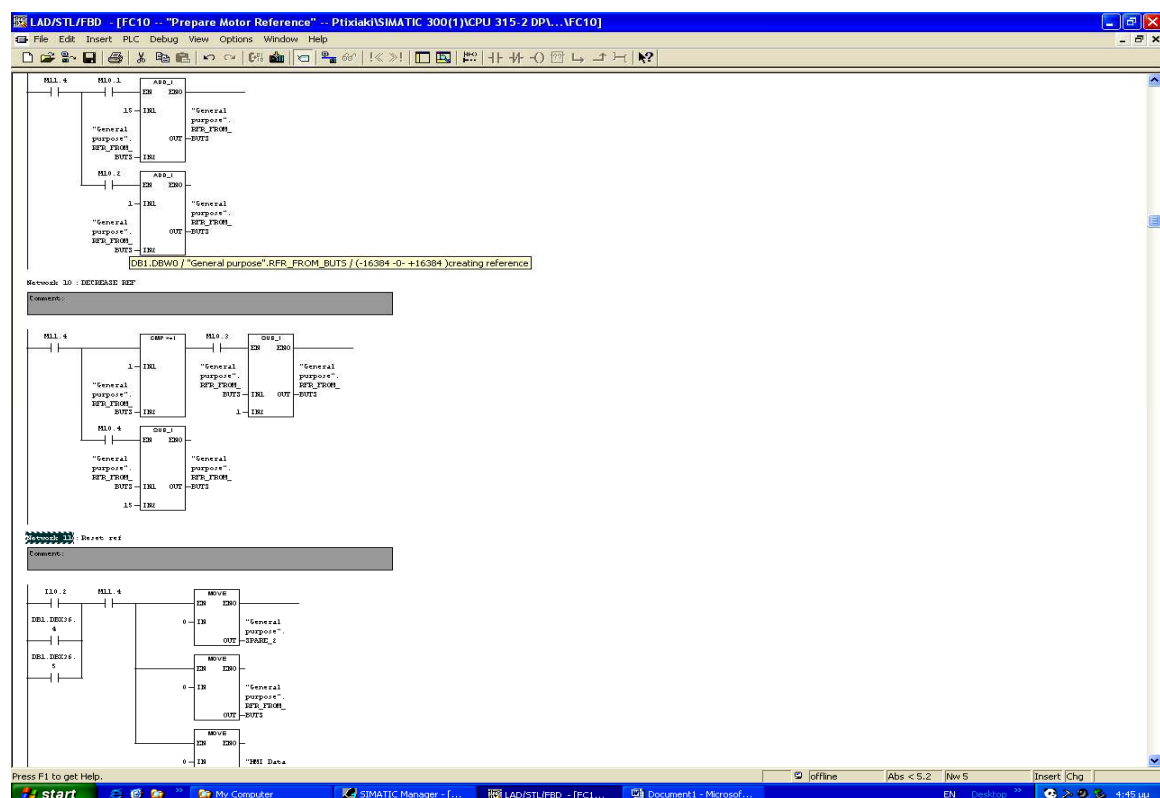 LAD/STL/FBD - [FC10 -- "Prepare Motor Reference" -- Ptixiaki\SIMATIC 300(1)\CPU 315-2 DP\...\FC10]
File Edit Insert PLC Debug View Options Window Help
M11.4 M10.1 ADD_I
EN ENO
15 IN1 "General
purpose".
"General RFR_FROM_
purpose". OUT BUTS
RFR_FROM_
BUTS IN2
M10.2 ADD_I
EN ENO
1 IN1 "General
purpose".
"General RFR_FROM_
purpose". OUT BUTS
RFR_FROM_
BUTS IN2
DB1.DBW0 / "General purpose".RFR_FROM_BUTS / (-16384 -0- +16384 )creating reference
Network 10 : DECREASE REF
Comment:
M11.4 M10.3 SUB_I
EN ENO
1 IN1 "General "General
purpose". purpose".
"General RFR_FROM_ RFR_FROM_
purpose". BUTS IN1 OUT BUTS
RFR_FROM_
BUTS IN2 1 IN2
M10.4 SUB_I
EN ENO
"General "General
purpose". purpose".
RFR_FROM_ RFR_FROM_
BUTS IN1 OUT BUTS
15 IN2
Network 11 : Reset ref
Comment:
I10.2 M11.4 MOVE
EN ENO
DB1.DBX36.
4
0 IN "General
purpose".
OUT SPARE_2
DB1.DBX36.
5
MOVE
EN ENO
0 IN "General
purpose".
RFR_FROM_
OUT BUTS
MOVE
EN ENO
0 IN "HMI Data
Press F1 to get Help. offline Abs < 5.2 Nw 5 Insert Chg
start My Computer SIMATIC Manager - [... LAD/STL/FBD - [FC1... Document1 - Microsof... EN Desktop 4:45 μμ